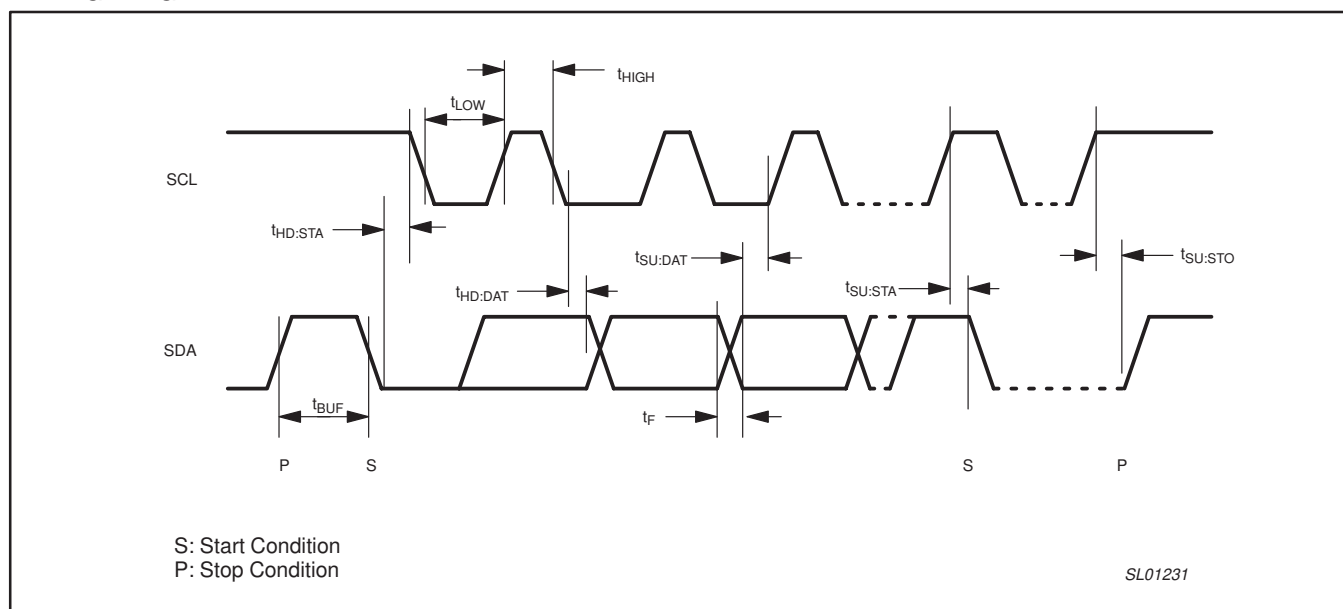 tHIGH
tLOW
SCL
tHD:STA
tSU:DAT
tSU:STO
tHD:DAT
tSU:STA
SDA
tBUF
tF
P S S P
S: Start Condition
P: Stop Condition
SL01231